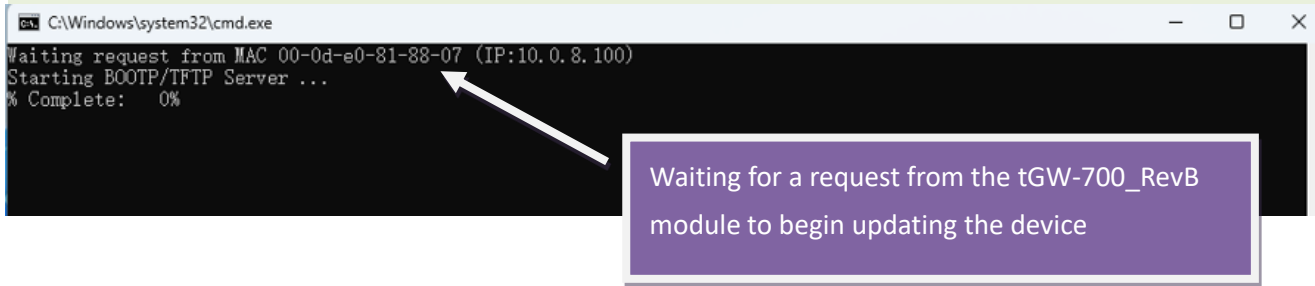 C:\Windows\system32\cmd.exe
Waiting request from MAC 00-0d-e0-81-88-07 (IP:10.0.8.100)
Starting BOOTP/TFTP Server ...
% Complete:   0%
Waiting for a request from the tGW-700_RevB
module to begin updating the device